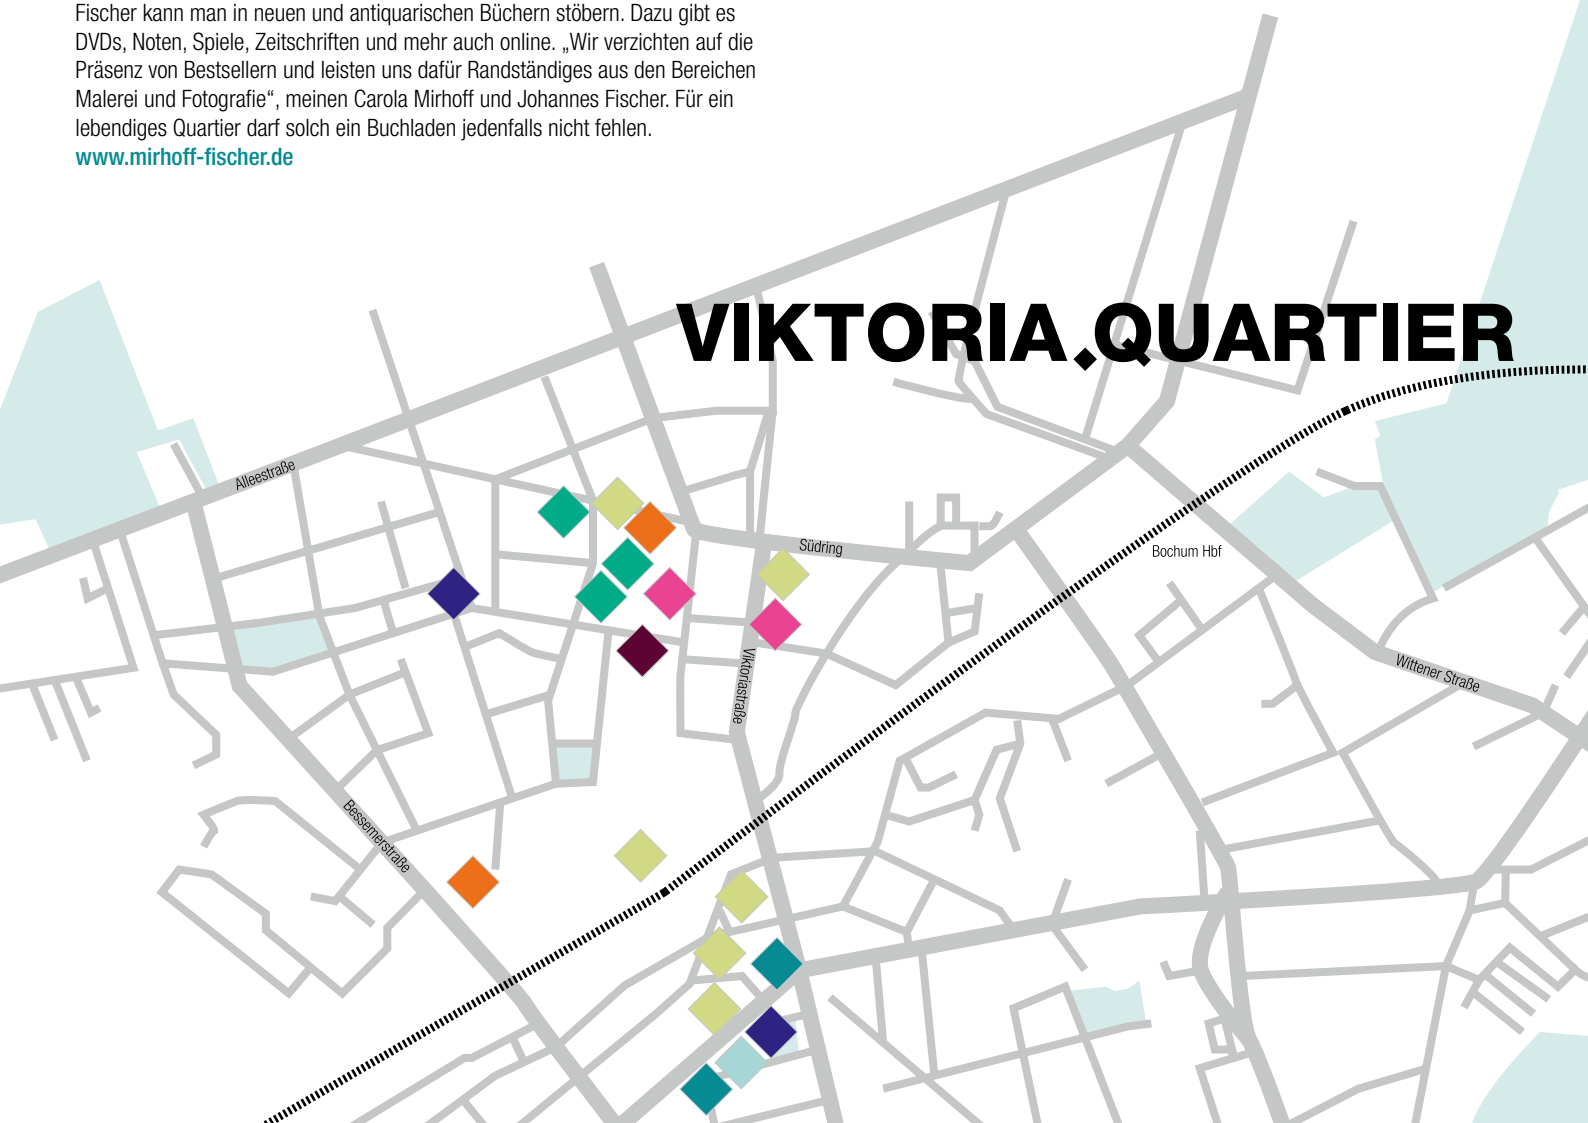 Fischer kann man in neuen und antiquarischen Büchern stöbern. Dazu gibt es
DVDs, Noten, Spiele, Zeitschriften und mehr auch online. „Wir verzichten auf die
Präsenz von Bestsellern und leisten uns dafür Randständiges aus den Bereichen
Malerei und Fotografie“, meinen Carola Mirhoff und Johannes Fischer. Für ein
lebendiges Quartier darf solch ein Buchladen jedenfalls nicht fehlen.
www.mirhoff-fischer.de
VIKTORIA.QUARTIER
Alleestraße
Südring
Bochum Hbf
Viktoriastraße
Wittener Straße
Bessemerstraße